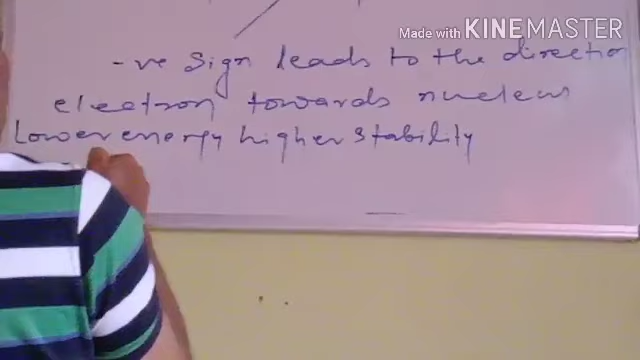 Made with KINEMASTER
-ve sign leads to the direction
electron towards nucleus
Lower energy higher stability